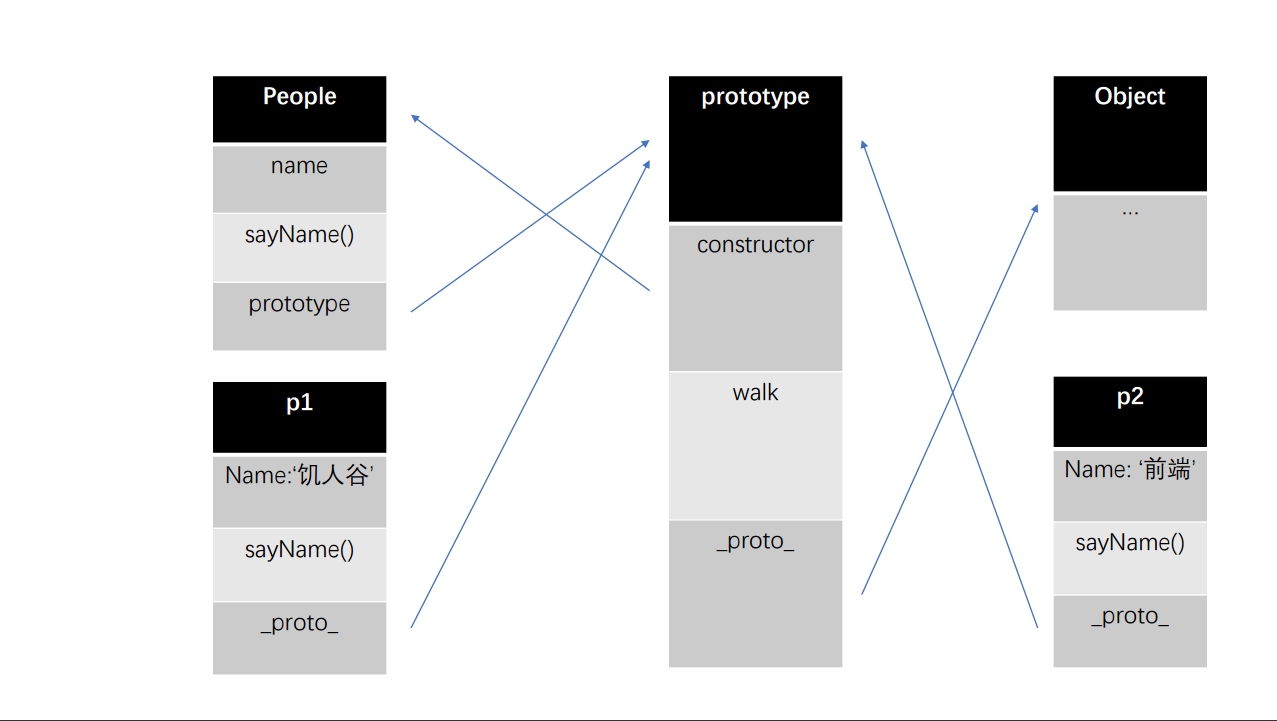 People
name
sayName()
prototype
p1
Name:‘饥人谷’
sayName()
_proto_
prototype
constructor
walk
_proto_
Object
...
p2
Name: ‘前端’
sayName()
_proto_